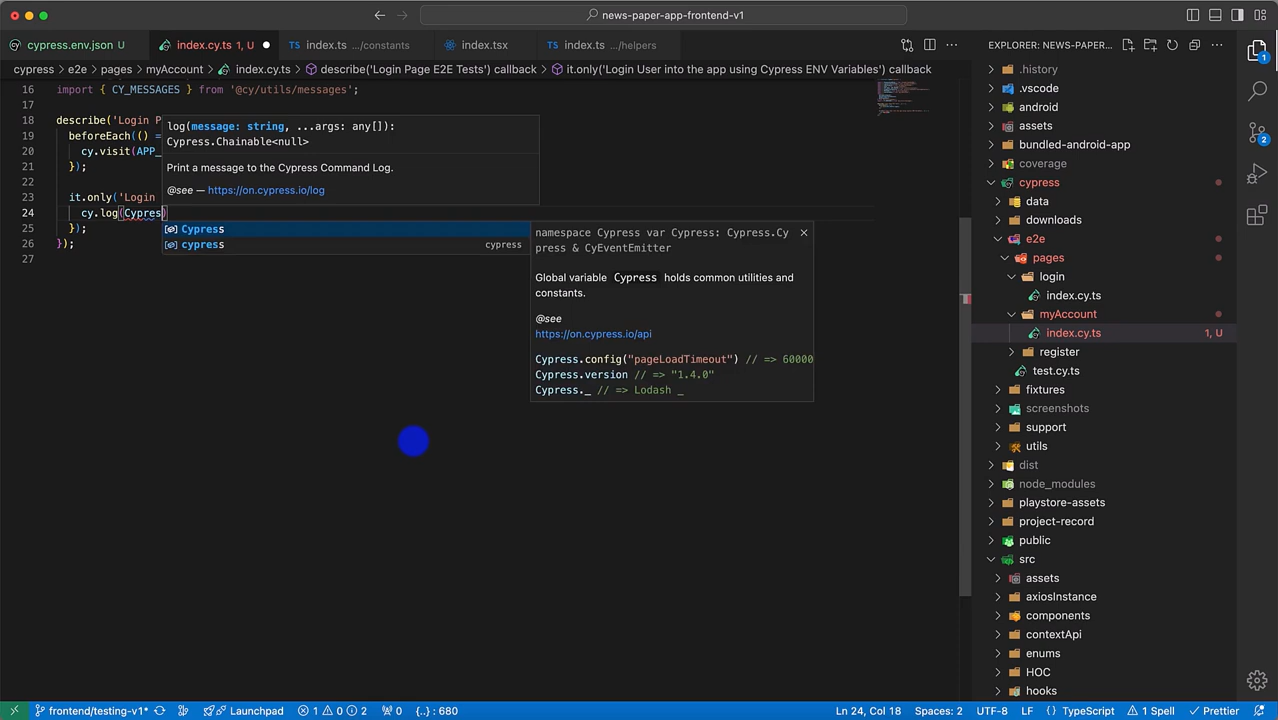 news-paper-app-frontend-v1
cypress.env.json U
index.cy.ts 1, U
index.ts .../constants
index.tsx
index.ts .../helpers
EXPLORER: NEWS-PAPER...
cypress > e2e > pages > myAccount > index.cy.ts > describe('Login Page E2E Tests') callback > it.only('Login User into the app using Cypress ENV Variables') callback
16 import { CY_MESSAGES } from '@cy/utils/messages';
17
18 describe('Login P
19 beforeEach(() =
20 cy.visit(APP_
21 });
22
23 it.only('Login
24 cy.log(Cypres)
25 });
26 });
27
log(message: string, ...args: any[]):
Cypress.Chainable<null>
Print a message to the Cypress Command Log.
@see — https://on.cypress.io/log
Cypress
cypress cypress
namespace Cypress var Cypress: Cypress.Cy
press & CyEventEmitter
Global variable Cypress holds common utilities and
constants.
@see
https://on.cypress.io/api
Cypress.config("pageLoadTimeout") // => 60000
Cypress.version // => "1.4.0"
Cypress._ // => Lodash _
.history
.vscode
android
assets
bundled-android-app
coverage
cypress
data
downloads
e2e
pages
login
index.cy.ts
myAccount
index.cy.ts 1, U
register
test.cy.ts
fixtures
screenshots
support
utils
dist
node_modules
playstore-assets
project-record
public
src
assets
axiosInstance
components
contextApi
enums
HOC
hooks
1
2
frontend/testing-v1* Launchpad 1 0 2 0 {..} : 680 Ln 24, Col 18 Spaces: 2 UTF-8 LF {} TypeScript 1 Spell Prettier